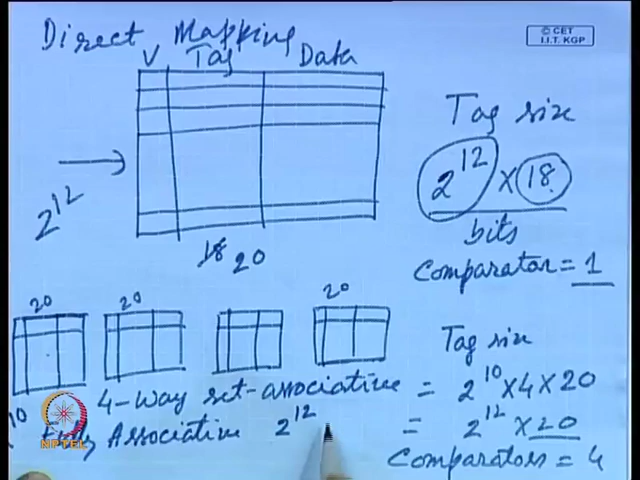 Direct Mapping
© CET
I.I.T. KGP
V Tag Data
Tag size
2^12 × 18
bits
2^12
18 20
Comparator = 1
20 20 20
Tag size
4-way set-associative = 2^10 × 4 × 20
10
Associative 2^12 = 2^12 × 20
NPTEL
Comparators = 4